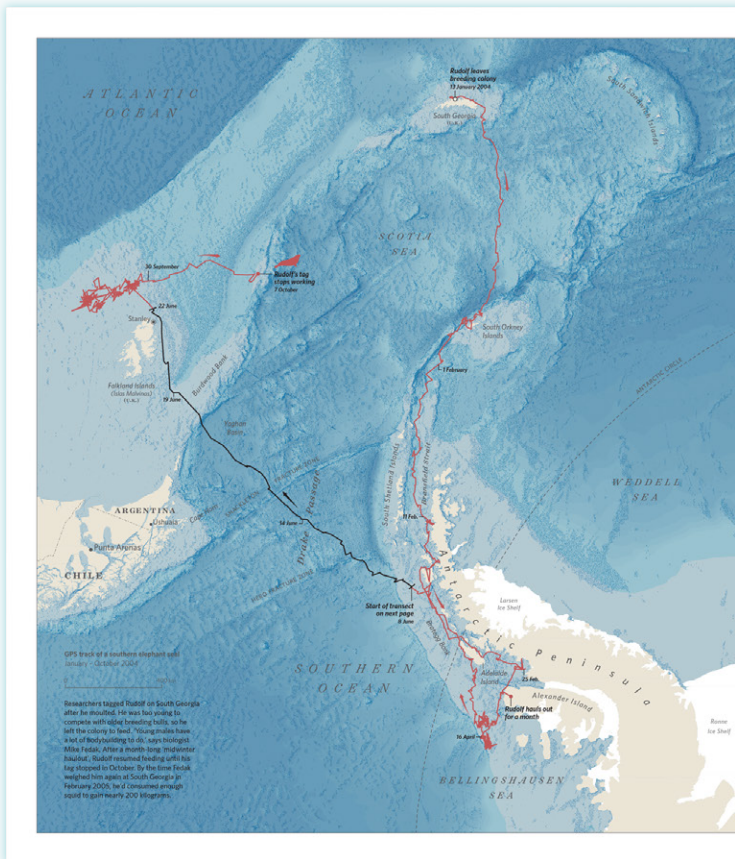 ATLANTIC
OCEAN
Rudolf leaves
breeding colony
13 January 2004
South Georgia
(U.K.)
South Sandwich Islands
SCOTIA
SEA
30 September
Rudolf's tag
stops working
7 October
22 June
Stanley
South Orkney
Islands
1 February
Falkland Islands
(Islas Malvinas)
(U.K.)
Burdwood Bank
19 June
ANTARCTIC CIRCLE
Yaghan
Basin
South Shetland Islands
Bransfield Strait
WEDDELL
SEA
ARGENTINA
Ushuaia
Cape Horn
Drake Passage
14 June
11 Feb.
Punta Arenas
CHILE
Start of transect
on next page
8 June
Antarctic Peninsula
Larsen
Ice Shelf
GPS track of a southern elephant seal
January – October 2004
SOUTHERN
OCEAN
Adelaide
Island
25 Feb.
Alexander Island
Rudolf hauls out
for a month
Ronne
Ice Shelf
16 April
BELLINGSHAUSEN
SEA
Researchers tagged Rudolf on South Georgia
after he moulted. He was too young to
compete with older breeding bulls, so he
left the colony to feed. 'Young males have
a lot of bodybuilding to do,' says biologist
Mike Fedak. After a month-long midwinter
haulout, Rudolf resumed feeding until his
tag stopped in October. By the time Fedak
weighed him again at South Georgia in
February 2005, he'd consumed enough
squid to gain nearly 200 kilograms.